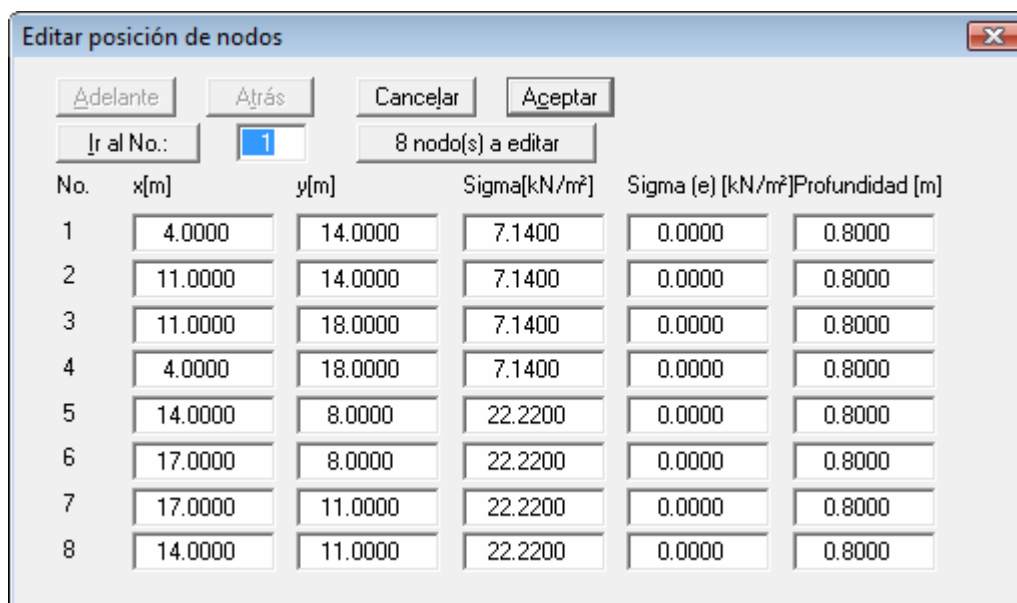 Editar posición de nodos
Adelante Atrás Cancelar Aceptar
Ir al No.: 1 8 nodo(s) a editar
No. x[m] y[m] Sigma[kN/m²] Sigma (e) [kN/m²]Profundidad [m]
1 4.0000 14.0000 7.1400 0.0000 0.8000
2 11.0000 14.0000 7.1400 0.0000 0.8000
3 11.0000 18.0000 7.1400 0.0000 0.8000
4 4.0000 18.0000 7.1400 0.0000 0.8000
5 14.0000 8.0000 22.2200 0.0000 0.8000
6 17.0000 8.0000 22.2200 0.0000 0.8000
7 17.0000 11.0000 22.2200 0.0000 0.8000
8 14.0000 11.0000 22.2200 0.0000 0.8000